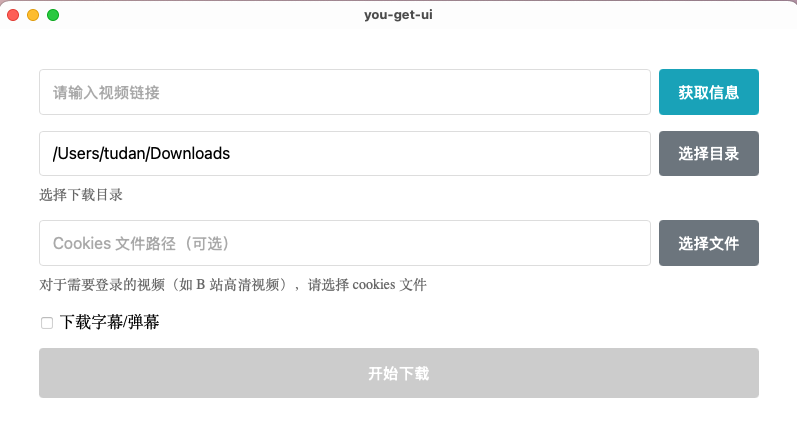 you-get-ui
请输入视频链接
获取信息
/Users/tudan/Downloads
选择目录
选择下载目录
Cookies 文件路径（可选）
选择文件
对于需要登录的视频（如 B 站高清视频），请选择 cookies 文件
下载字幕/弹幕
开始下载